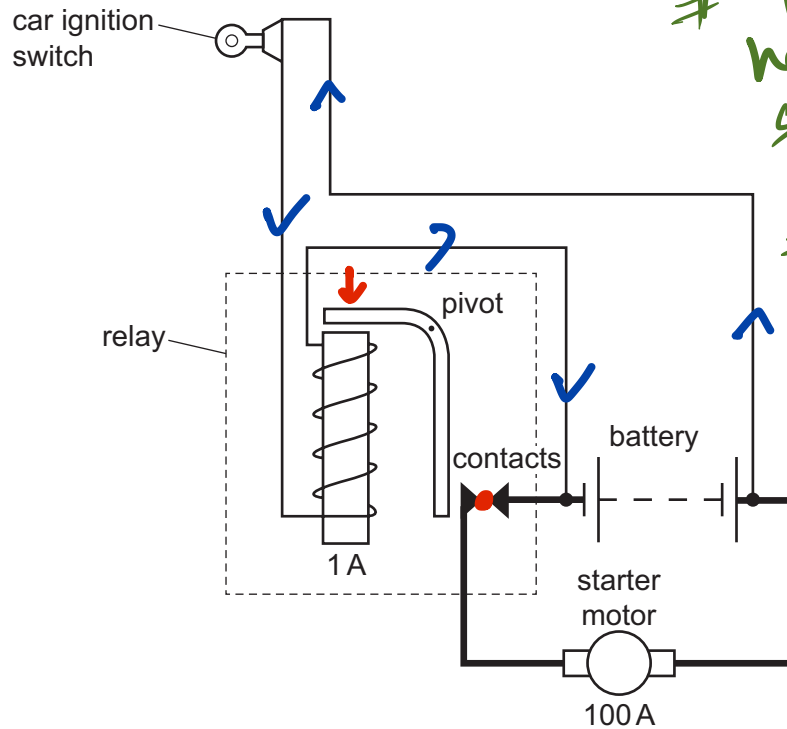 car ignition
switch
pivot
relay
contacts
battery
1 A
starter
motor
100 A